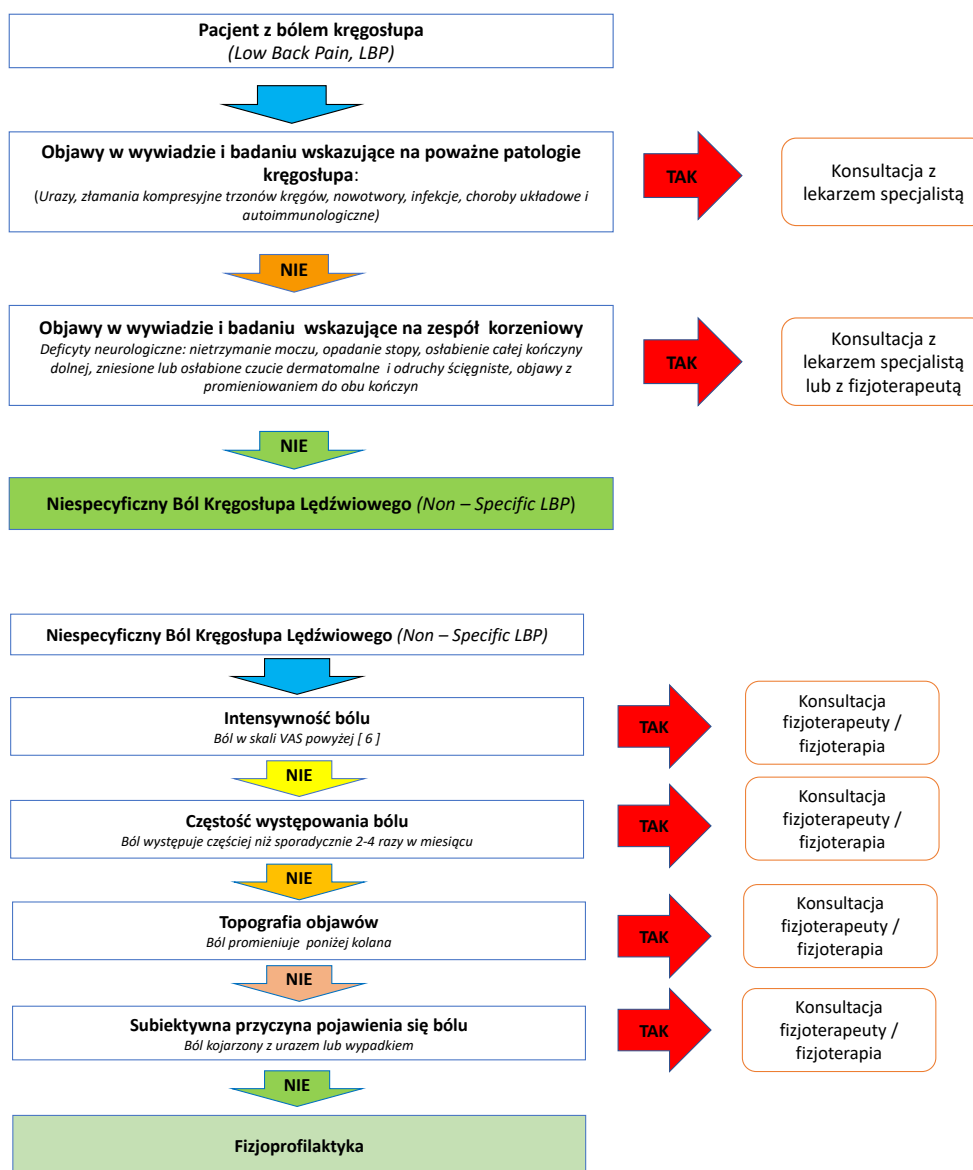 Pacjent z bólem kręgosłupa
(Low Back Pain, LBP)
Objawy w wywiadzie i badaniu wskazujące na poważne patologie
kręgosłupa:
(Urazy, złamania kompresyjne trzonów kręgów, nowotwory, infekcje, choroby układowe i
autoimmunologiczne)
TAK
Konsultacja z
lekarzem specjalistą
NIE
Objawy w wywiadzie i badaniu wskazujące na zespół korzeniowy
Deficyty neurologiczne: nietrzymanie moczu, opadanie stopy, osłabienie całej kończyny
dolnej, zniesione lub osłabione czucie dermatomalne i odruchy ścięgniste, objawy z
promieniowaniem do obu kończyn
TAK
Konsultacja z
lekarzem specjalistą
lub z fizjoterapeutą
NIE
Niespecyficzny Ból Kręgosłupa Lędźwiowego (Non – Specific LBP)
Niespecyficzny Ból Kręgosłupa Lędźwiowego (Non – Specific LBP)
Intensywność bólu
Ból w skali VAS powyżej [ 6 ]
TAK
Konsultacja
fizjoterapeuty /
fizjoterapia
NIE
Częstość występowania bólu
Ból występuje częściej niż sporadycznie 2-4 razy w miesiącu
TAK
Konsultacja
fizjoterapeuty /
fizjoterapia
NIE
Topografia objawów
Ból promieniuje poniżej kolana
TAK
Konsultacja
fizjoterapeuty /
fizjoterapia
NIE
Subiektywna przyczyna pojawienia się bólu
Ból kojarzony z urazem lub wypadkiem
TAK
Konsultacja
fizjoterapeuty /
fizjoterapia
NIE
Fizjoprofilaktyka